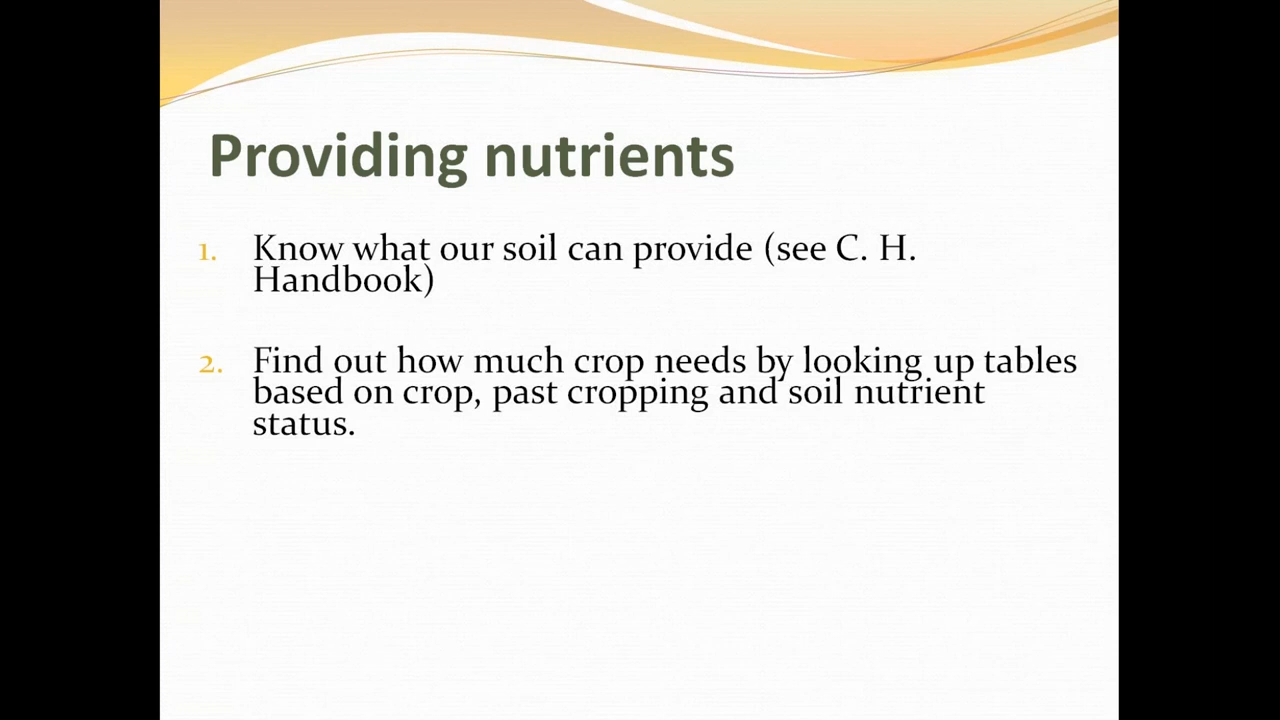 Providing nutrients
1. Know what our soil can provide (see C. H.
Handbook)
2. Find out how much crop needs by looking up tables
based on crop, past cropping and soil nutrient
status.